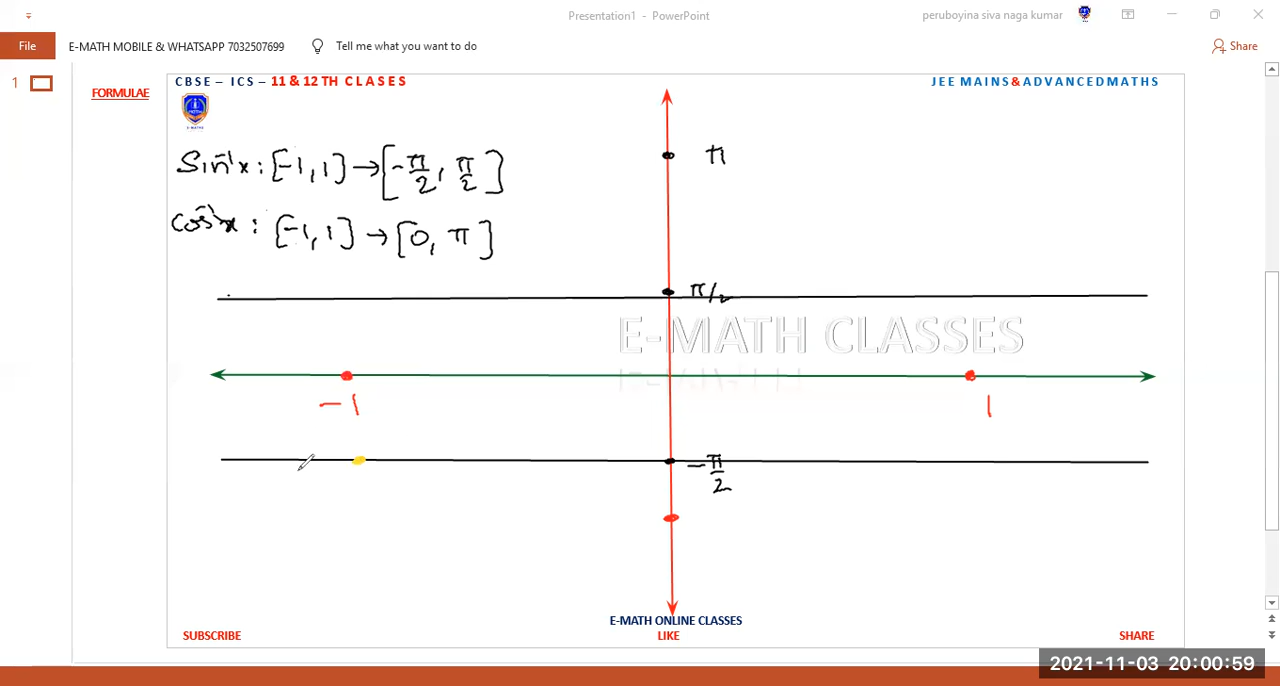 Presentation1 - PowerPoint
peruboyina siva naga kumar
File
E-MATH MOBILE & WHATSAPP 7032507699
Tell me what you want to do
Share
1
FORMULAE
CBSE – ICS – 11 & 12 TH CLASES
JEE MAINS&ADVANCEDMATHS
E-MATHS
Sin⁻¹x : [-1, 1] → [-π/2, π/2]
cos⁻¹x : [-1, 1] → [0, π]
π
π/2
E-MATH CLASSES
-1
1
-π/2
E-MATH ONLINE CLASSES
SUBSCRIBE
LIKE
SHARE
2021-11-03 20:00:59